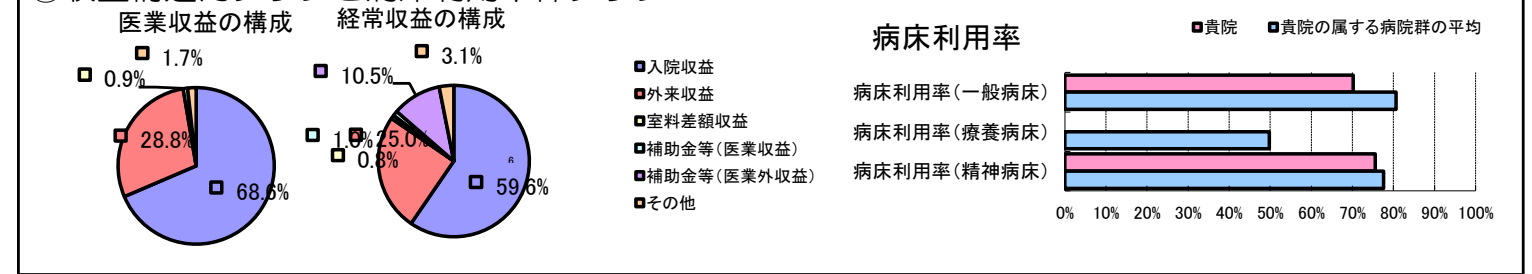 医業収益の構成
1.7%
0.9%
28.8%
68.6%
経常収益の構成
3.1%
10.5%
1.0%
25.0%
0.8%
59.6%
6
入院収益
外来収益
室料差額収益
補助金等(医業収益)
補助金等(医業外収益)
その他
病床利用率
貴院
貴院の属する病院群の平均
病床利用率(一般病床)
病床利用率(療養病床)
病床利用率(精神病床)
0% 10% 20% 30% 40% 50% 60% 70% 80% 90% 100%